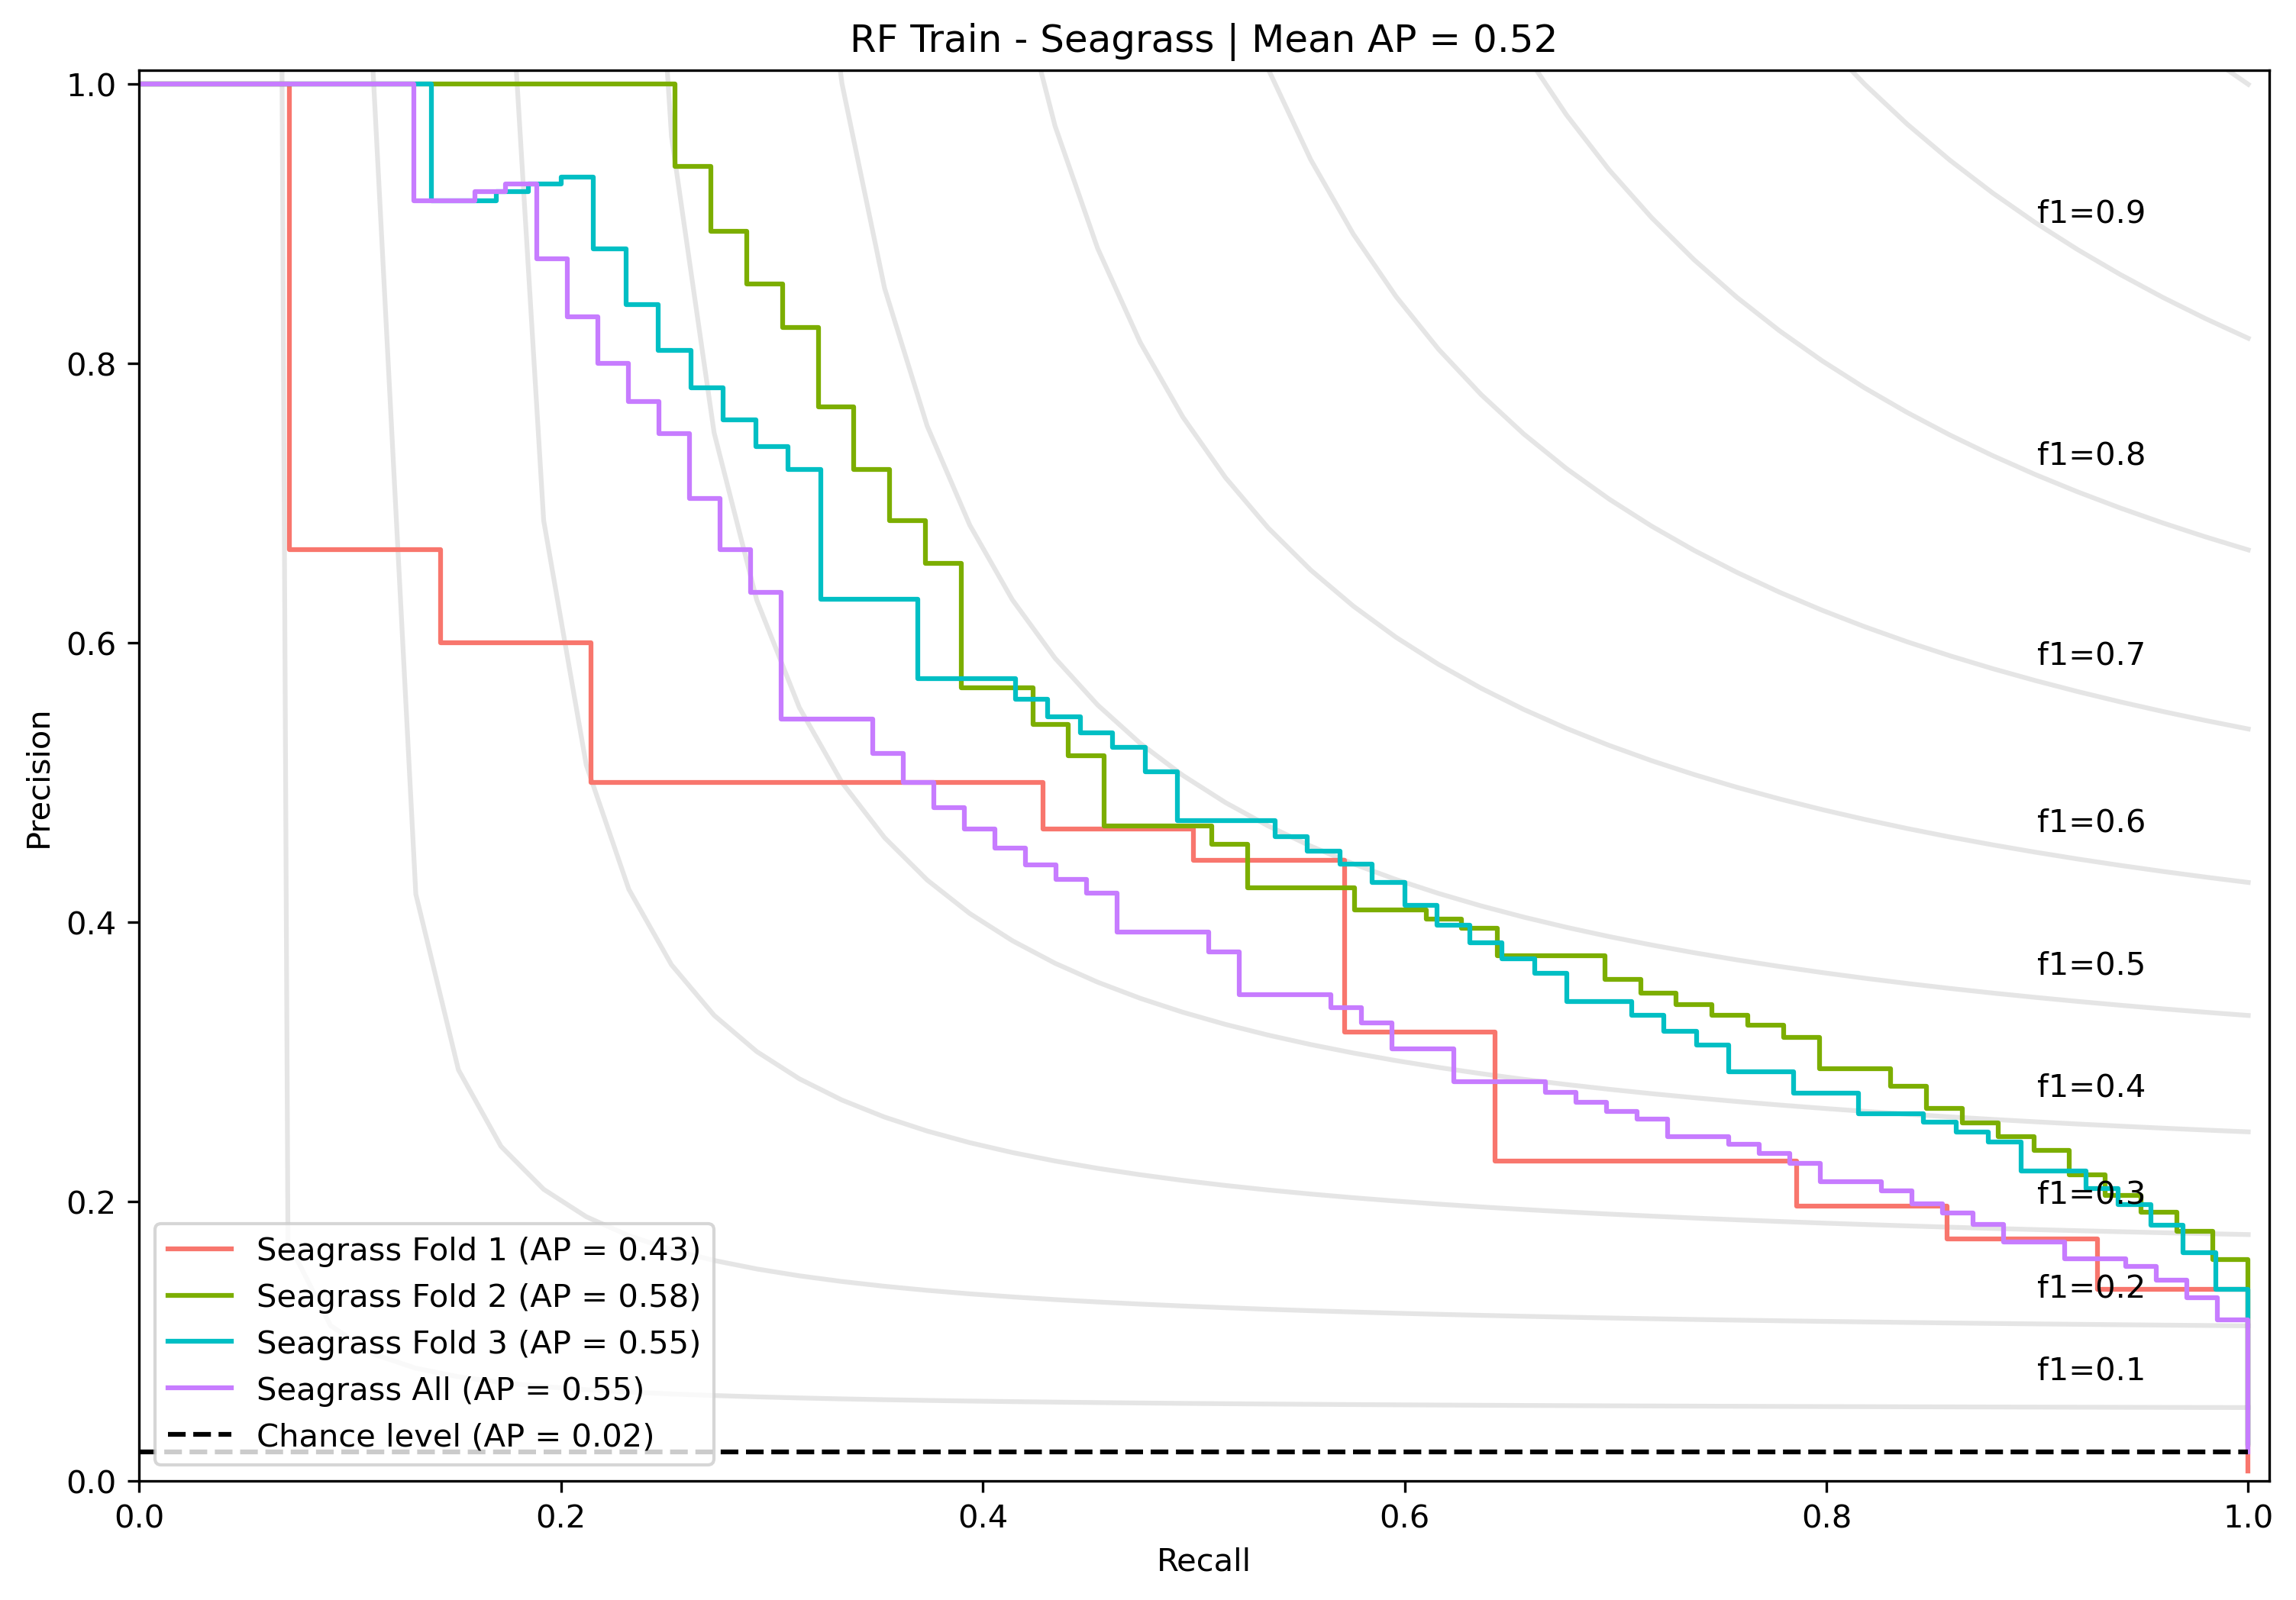 RF Train - Seagrass | Mean AP = 0.52
1.0
0.8
0.6
0.4
0.2
0.0
Precision
f1=0.9
f1=0.8
f1=0.7
f1=0.6
f1=0.5
f1=0.4
f1=0.3
f1=0.2
f1=0.1
Seagrass Fold 1 (AP = 0.43)
Seagrass Fold 2 (AP = 0.58)
Seagrass Fold 3 (AP = 0.55)
Seagrass All (AP = 0.55)
Chance level (AP = 0.02)
0.0 0.2 0.4 0.6 0.8 1.0
Recall